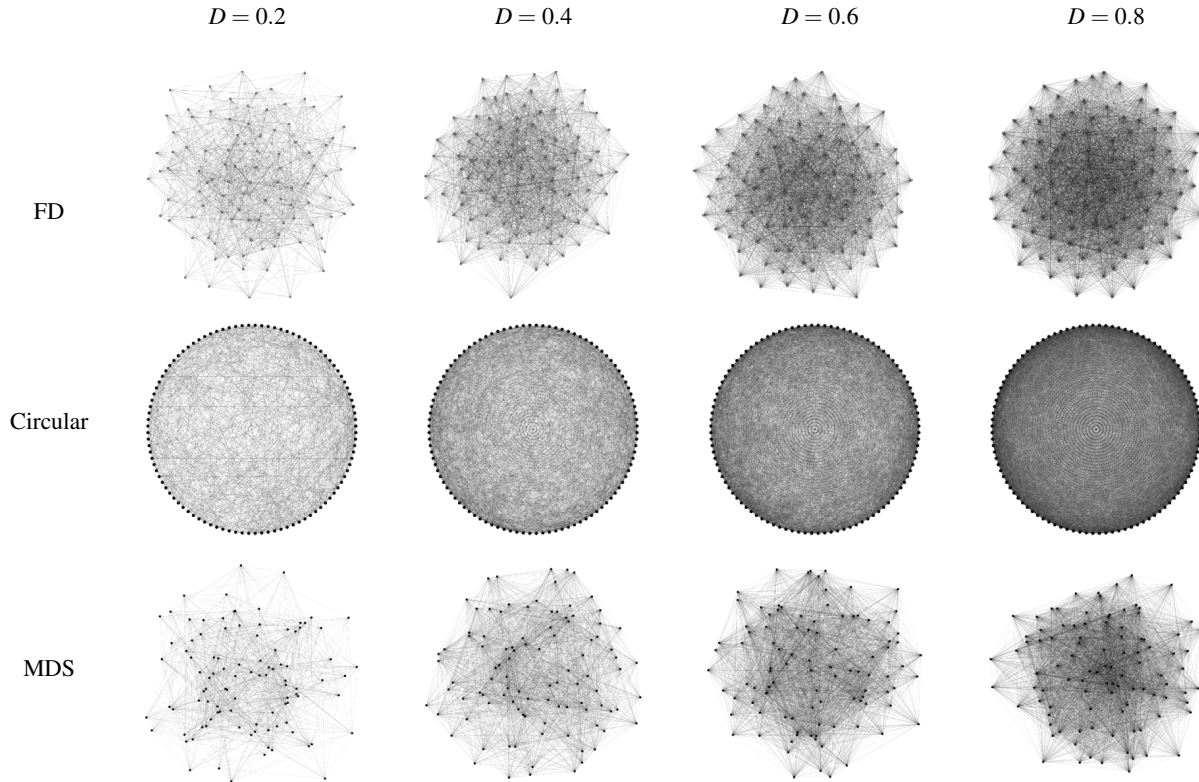 D = 0.2 D = 0.4 D = 0.6 D = 0.8
FD
Circular
MDS